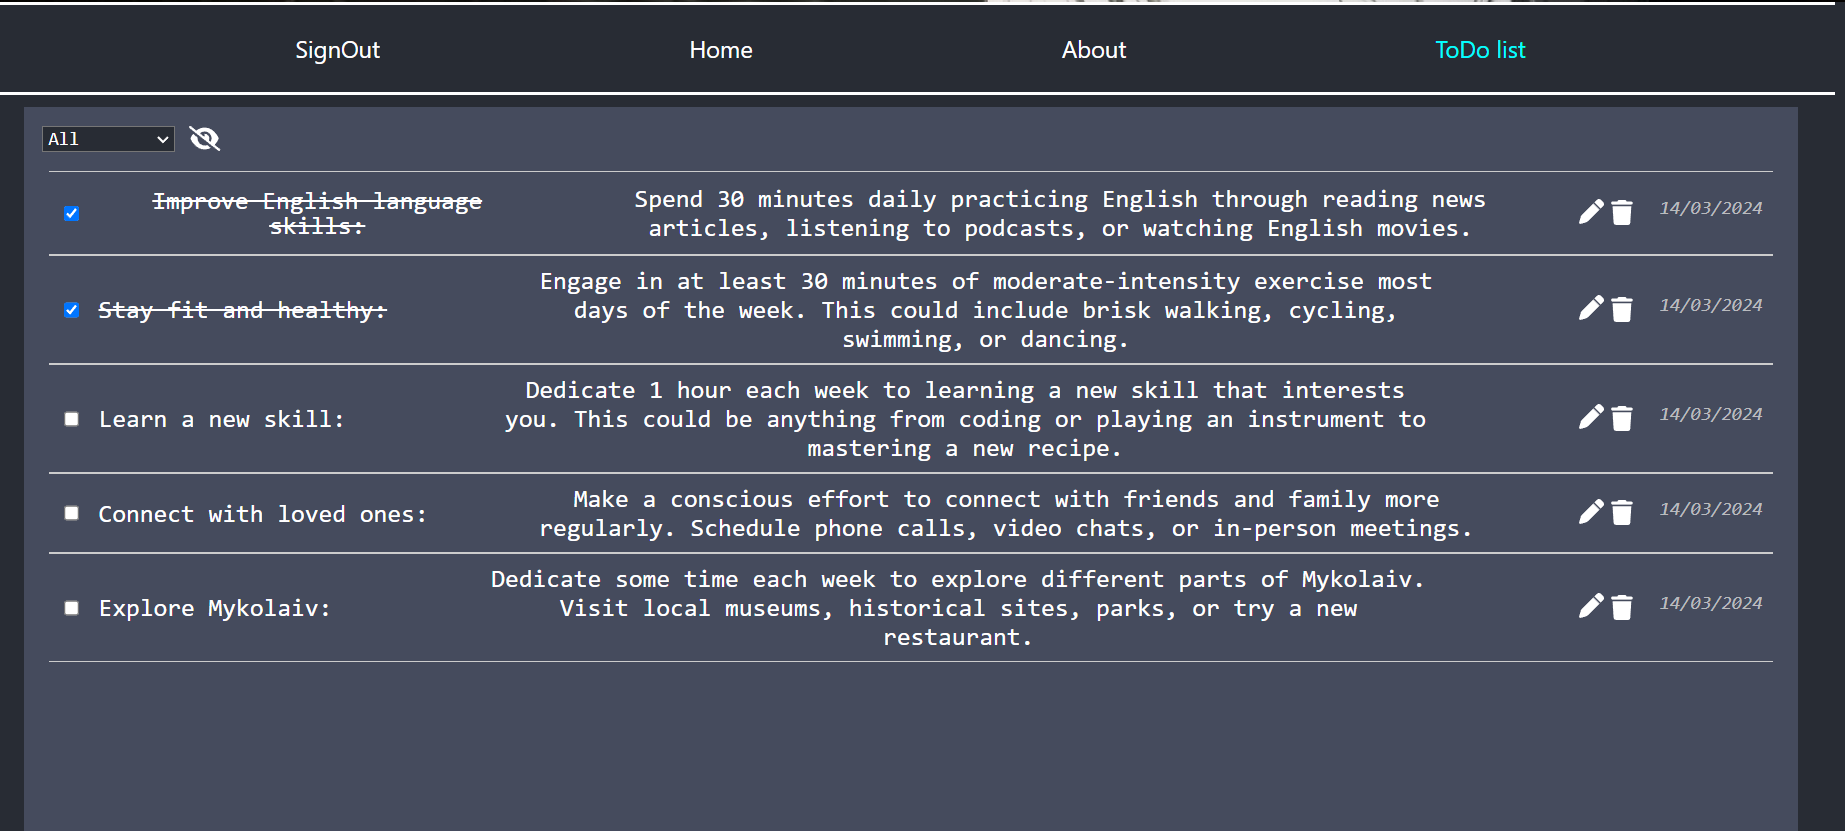 SignOut Home About ToDo list
All
Improve English language
skills:
Spend 30 minutes daily practicing English through reading news
articles, listening to podcasts, or watching English movies.
14/03/2024
Stay fit and healthy:
Engage in at least 30 minutes of moderate-intensity exercise most
days of the week. This could include brisk walking, cycling,
swimming, or dancing.
14/03/2024
Learn a new skill:
Dedicate 1 hour each week to learning a new skill that interests
you. This could be anything from coding or playing an instrument to
mastering a new recipe.
14/03/2024
Connect with loved ones:
Make a conscious effort to connect with friends and family more
regularly. Schedule phone calls, video chats, or in-person meetings.
14/03/2024
Explore Mykolaiv:
Dedicate some time each week to explore different parts of Mykolaiv.
Visit local museums, historical sites, parks, or try a new
restaurant.
14/03/2024